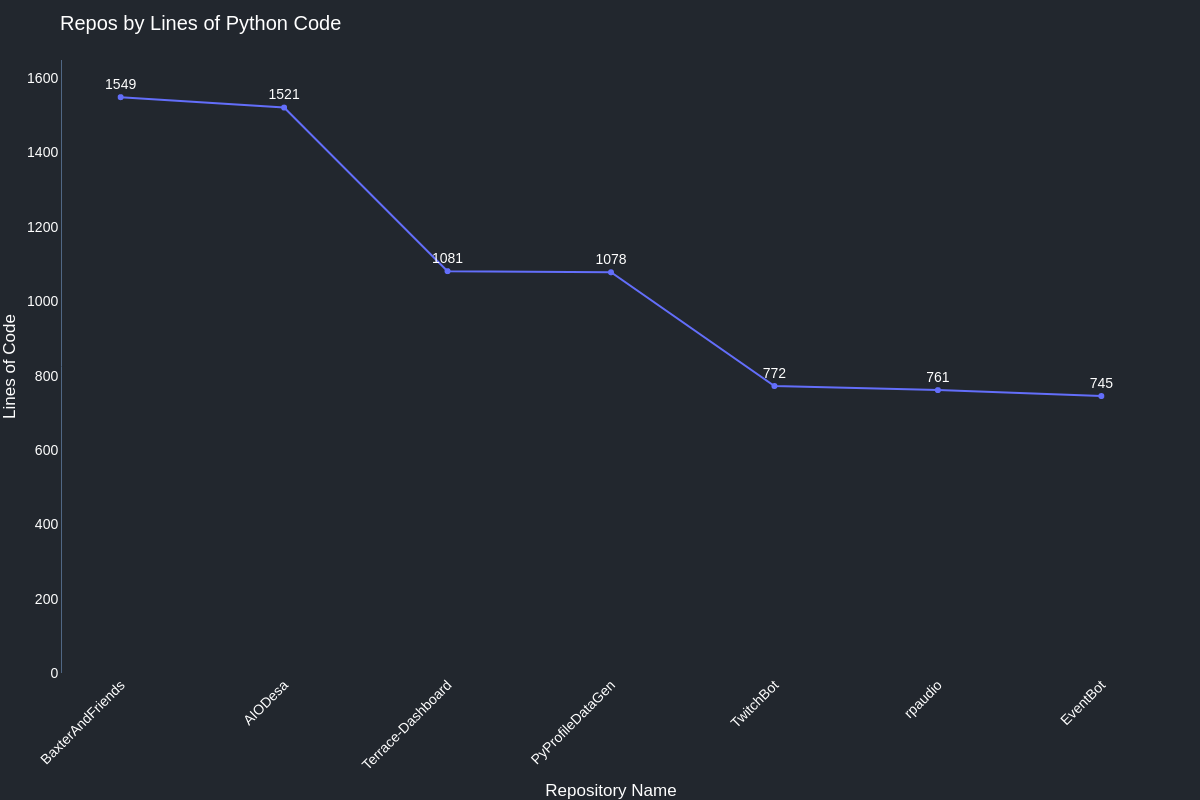 Repos by Lines of Python Code
1600
1400
1200
1000
800
600
400
200
0
Lines of Code
1549
1521
1081
1078
772
761
745
BaxterAndFriends
AIODesa
Terrace-Dashboard
PyProfileDataGen
TwitchBot
rpaudio
EventBot
Repository Name